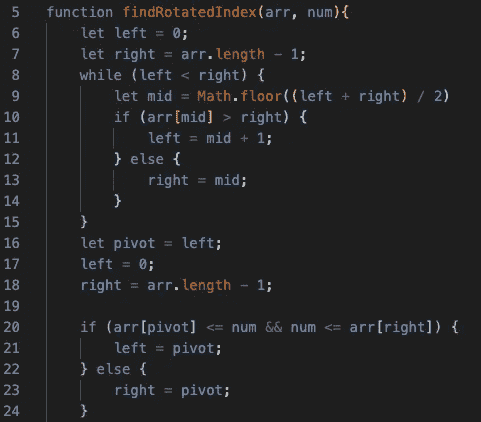 5 function findRotatedIndex(arr, num){
6 let left = 0;
7 let right = arr.length - 1;
8 while (left < right) {
9 let mid = Math.floor((left + right) / 2)
10 if (arr[mid] > right) {
11 left = mid + 1;
12 } else {
13 right = mid;
14 }
15 }
16 let pivot = left;
17 left = 0;
18 right = arr.length - 1;
19
20 if (arr[pivot] <= num && num <= arr[right]) {
21 left = pivot;
22 } else {
23 right = pivot;
24 }